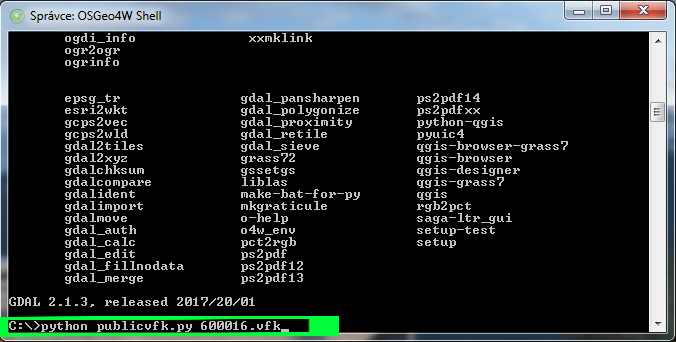 Správce: OSGeo4W Shell
ogdi_info xxmklink
ogr2ogr
ogrinfo
epsg_tr gdal_pansharpen ps2pdf14
esri2wkt gdal_polygonize ps2pdfxx
gcps2vec gdal_proximity python-qgis
gcps2wld gdal_retile pyuic4
gdal2tiles gdal_sieve qgis-browser-grass7
gdal2xyz grass72 qgis-browser
gdalchksum gssetgs qgis-designer
gdalcompare liblas qgis-grass7
gdalident make-bat-for-py qgis
gdalimport mkgraticule rgb2pct
gdalmove o-help saga-ltr_gui
gdal_auth o4w_env setup-test
gdal_calc pct2rgb setup
gdal_edit ps2pdf
gdal_fillnodata ps2pdf12
gdal_merge ps2pdf13
GDAL 2.1.3, released 2017/20/01
C:\>python publicvfk.py 600016.vfk_